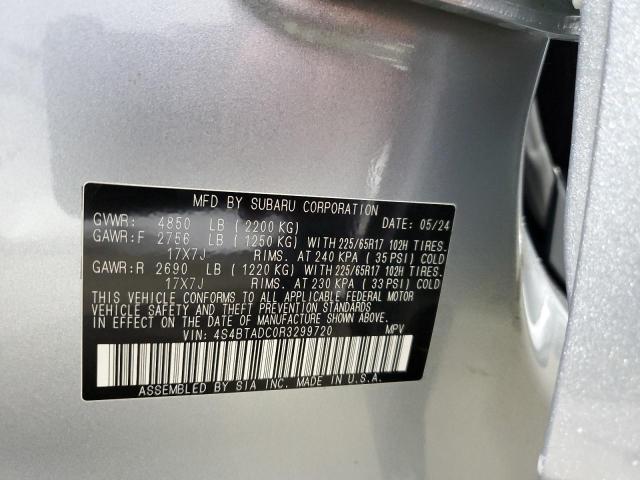 MFD BY SUBARU CORPORATION
GVWR: 4850 LB (2200 KG) DATE: 05/24
GAWR:F 2756 LB (1250 KG) WITH 225/65R17 102H TIRES.
17X7J RIMS. AT 240 KPA (35 PSI) COLD
GAWR:R 2690 LB (1220 KG) WITH 225/65R17 102H TIRES.
17X7J RIMS. AT 230 KPA (33 PSI) COLD
THIS VEHICLE CONFORMS TO ALL APPLICABLE FEDERAL MOTOR
VEHICLE SAFETY AND THEFT PREVENTION STANDARDS
IN EFFECT ON THE DATE OF MANUFACTURE SHOWN ABOVE.
VIN: 4S4BTADC0R3299720 MPV
ASSEMBLED BY SIA INC. MADE IN U.S.A.